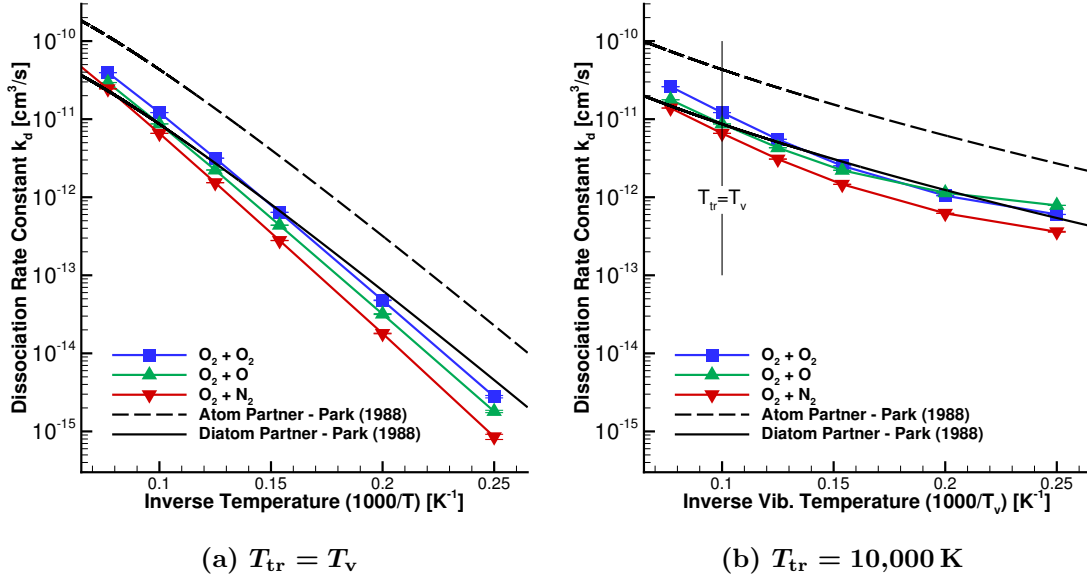 Dissociation Rate Constant k_d [cm³/s]
10⁻¹⁰
10⁻¹¹
10⁻¹²
10⁻¹³
10⁻¹⁴
10⁻¹⁵
O₂ + O₂
O₂ + O
O₂ + N₂
Atom Partner - Park (1988)
Diatom Partner - Park (1988)
0.1 0.15 0.2 0.25
Inverse Temperature (1000/T) [K⁻¹]
(a) T_tr = T_v
Dissociation Rate Constant k_d [cm³/s]
10⁻¹⁰
10⁻¹¹
10⁻¹²
10⁻¹³
10⁻¹⁴
10⁻¹⁵
T_tr=T_v
O₂ + O₂
O₂ + O
O₂ + N₂
Atom Partner - Park (1988)
Diatom Partner - Park (1988)
0.1 0.15 0.2 0.25
Inverse Vib. Temperature (1000/T_v) [K⁻¹]
(b) T_tr = 10,000 K